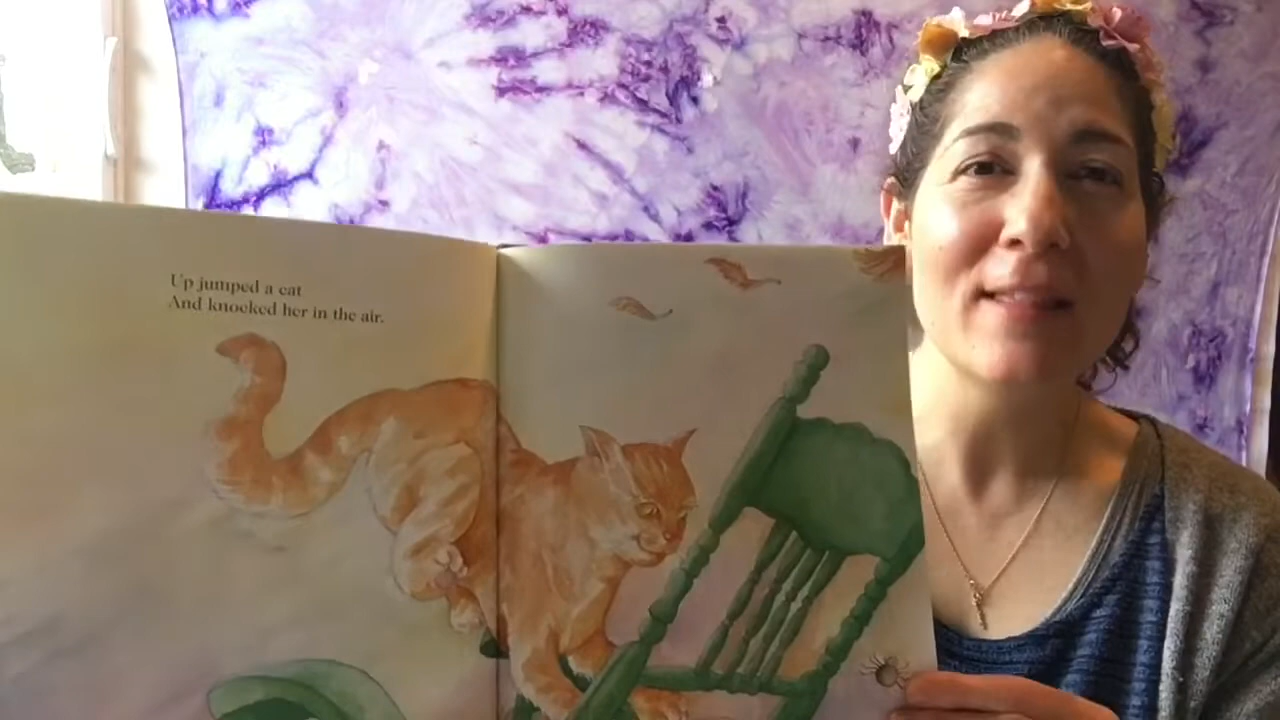 Up jumped a cat
And knocked her in the air.